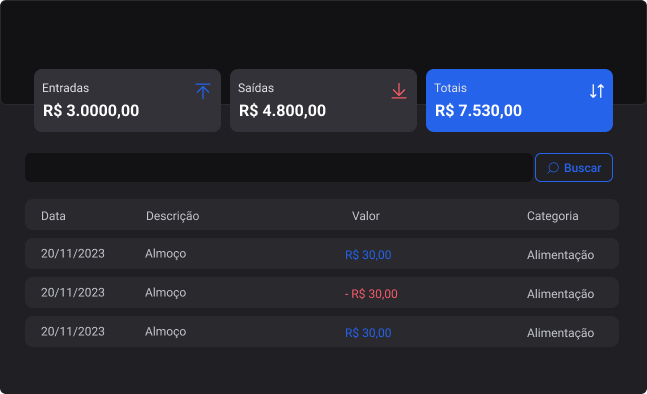 Entradas
R$ 3.0000,00
Saídas
R$ 4.800,00
Totais
R$ 7.530,00
Buscar
Data Descrição Valor Categoria
20/11/2023 Almoço R$ 30,00 Alimentação
20/11/2023 Almoço - R$ 30,00 Alimentação
20/11/2023 Almoço R$ 30,00 Alimentação